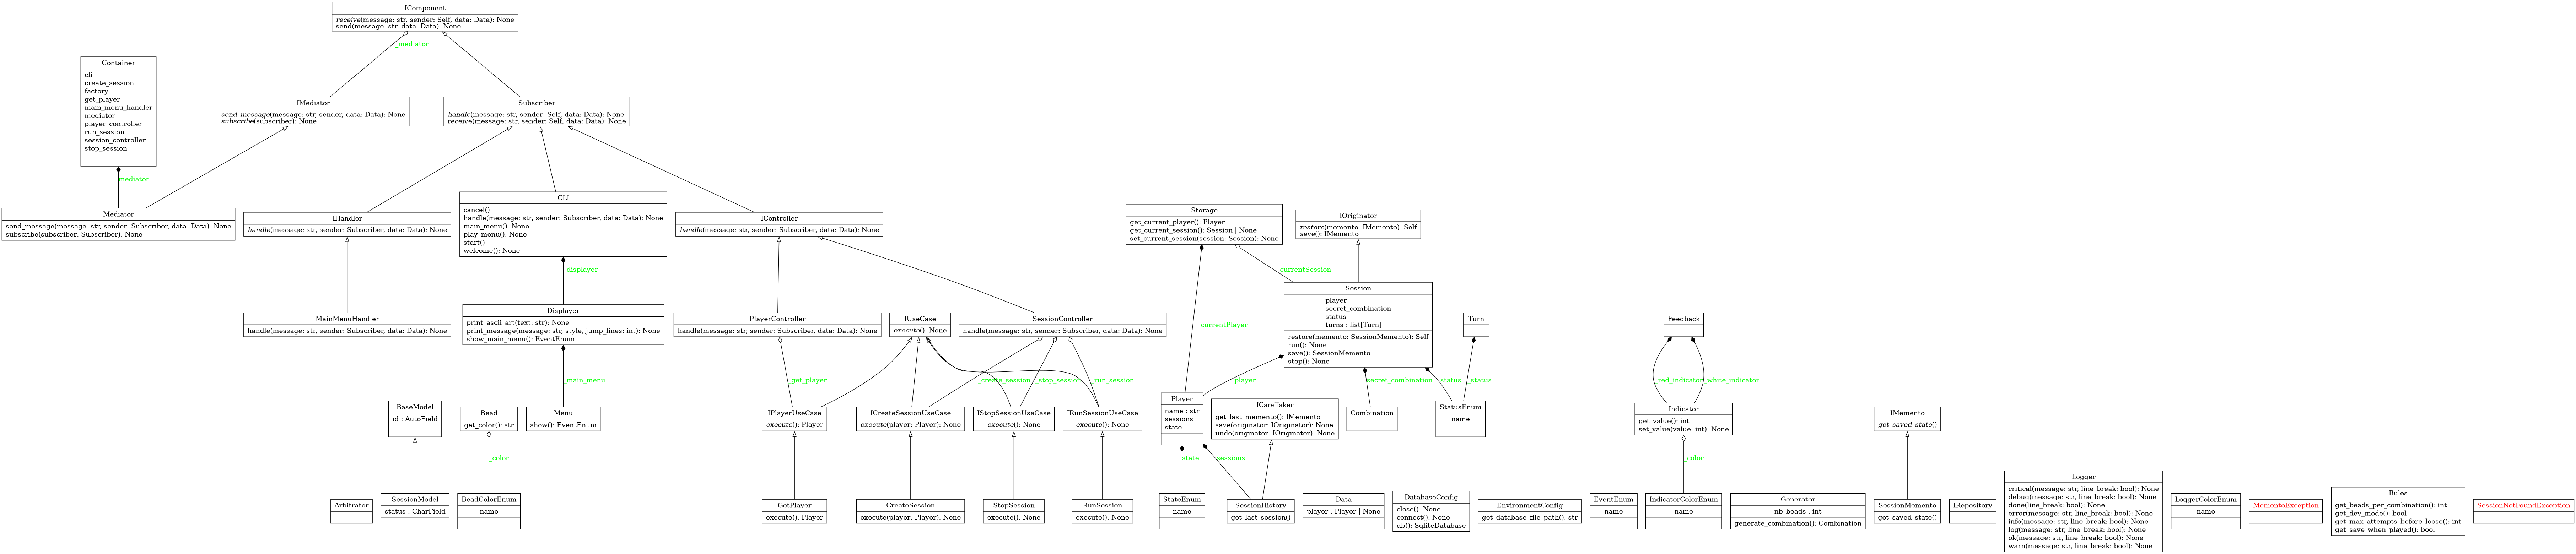 IComponent
receive(message: str, sender: Self, data: Data): None
send(message: str, data: Data): None
_mediator
Container
cli
create_session
factory
get_player
main_menu_handler
mediator
player_controller
run_session
session_controller
stop_session
IMediator
send_message(message: str, sender, data: Data): None
subscribe(subscriber): None
Subscriber
handle(message: str, sender: Self, data: Data): None
receive(message: str, sender: Self, data: Data): None
mediator
Mediator
send_message(message: str, sender: Subscriber, data: Data): None
subscribe(subscriber: Subscriber): None
IHandler
handle(message: str, sender: Subscriber, data: Data): None
CLI
cancel()
handle(message: str, sender: Subscriber, data: Data): None
main_menu(): None
play_menu(): None
start()
welcome(): None
IController
handle(message: str, sender: Subscriber, data: Data): None
Storage
get_current_player(): Player
get_current_session(): Session | None
set_current_session(session: Session): None
IOriginator
restore(memento: IMemento): Self
save(): IMemento
_displayer
_currentSession
MainMenuHandler
handle(message: str, sender: Subscriber, data: Data): None
Displayer
print_ascii_art(text: str): None
print_message(message: str, style, jump_lines: int): None
show_main_menu(): EventEnum
PlayerController
handle(message: str, sender: Subscriber, data: Data): None
IUseCase
execute(): None
SessionController
handle(message: str, sender: Subscriber, data: Data): None
_currentPlayer
Session
player
secret_combination
status
turns : list[Turn]
restore(memento: SessionMemento): Self
run(): None
save(): SessionMemento
stop(): None
Turn
Feedback
_main_menu
get_player
_create_session
_stop_session
_run_session
player
secret_combination
status
_status
red_indicator
white_indicator
BaseModel
id : AutoField
Bead
get_color(): str
Menu
show(): EventEnum
IPlayerUseCase
execute(): Player
ICreateSessionUseCase
execute(player: Player): None
IStopSessionUseCase
execute(): None
IRunSessionUseCase
execute(): None
Player
name : str
sessions
state
ICareTaker
get_last_memento(): IMemento
save(originator: IOriginator): None
undo(originator: IOriginator): None
Combination
StatusEnum
name
Indicator
get_value(): int
set_value(value: int): None
IMemento
get_saved_state()
_color
state
sessions
_color
Arbitrator
SessionModel
status : CharField
BeadColorEnum
name
GetPlayer
execute(): Player
CreateSession
execute(player: Player): None
StopSession
execute(): None
RunSession
execute(): None
StateEnum
name
SessionHistory
get_last_session()
Data
player : Player | None
DatabaseConfig
close(): None
connect(): None
db(): SqliteDatabase
EnvironmentConfig
get_database_file_path(): str
EventEnum
name
IndicatorColorEnum
name
Generator
nb_beads : int
generate_combination(): Combination
SessionMemento
get_saved_state()
IRepository
Logger
critical(message: str, line_break: bool): None
debug(message: str, line_break: bool): None
done(line_break: bool): None
error(message: str, line_break: bool): None
info(message: str, line_break: bool): None
log(message: str, line_break: bool): None
ok(message: str, line_break: bool): None
warn(message: str, line_break: bool): None
LoggerColorEnum
name
MementoException
Rules
get_beads_per_combination(): int
get_dev_mode(): bool
get_max_attempts_before_loose(): int
get_save_when_played(): bool
SessionNotFoundException